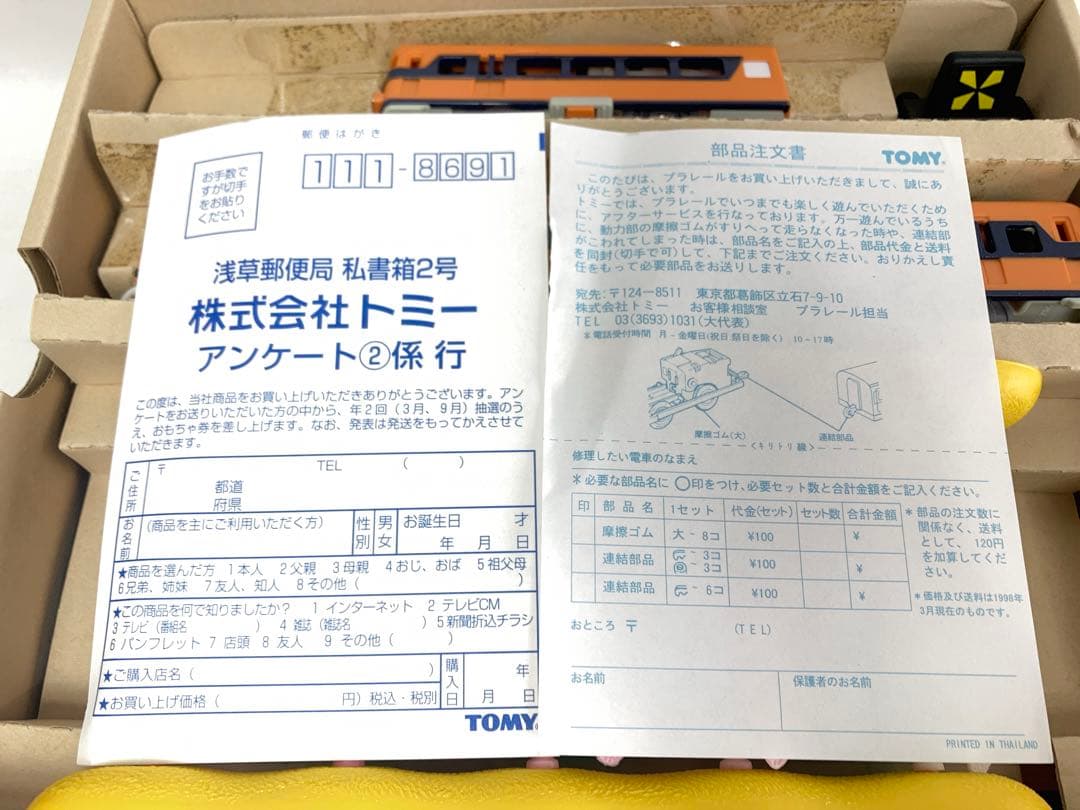 郵便はがき
111-8691
お手数で
すが切手
をお貼り
ください
浅草郵便局 私書箱2号
株式会社トミー
アンケート②係 行
この度は、当社商品をお買い上げいただきありがとうございます。アン
ケートをお送りいただいた方の中から、年2回(3月、9月)抽選のう
え、おもちゃ券を差し上げます。なお、発表は発送をもってかえさせて
いただきます。
ご住所
〒 TEL ( )
都道
府県
お名前
(商品を主にご利用いただく方)
性別
男
女
お誕生日 才
年 月 日
★商品を選んだ方 1本人 2父親 3母親 4おじ、おば 5祖父母
6兄弟、姉妹 7友人、知人 8その他( )
★この商品を何で知りましたか? 1 インターネット 2 テレビCM
3 テレビ(番組名 ) 4 雑誌(雑誌名 ) 5 新聞折込チラシ
6 パンフレット 7 店頭 8 友人 9 その他( )
★ご購入店名( )
★お買い上げ価格( 円)税込・税別
購入日
年
月 日
TOMY
部品注文書
TOMY
このたびは、プラレールをお買い上げいただきまして、誠にあ
りがとうございます。
トミーでは、プラレールでいつまでも楽しく遊んでいただくため
に、アフターサービスを行なっております。万一遊んでいるうち
に、動力部の摩擦ゴムがすりへって走らなくなった時や、連結部
がこわれてしまった時は、部品名をご記入の上、部品代金と送料
を同封(切手で可)して、下記までご注文ください。おりかえし責
任をもって必要部品をお送りします。
宛先:〒124-8511 東京都葛飾区立石7-9-10
株式会社トミー お客様相談室 プラレール担当
TEL 03(3693)1031(大代表)
*電話受付時間 月-金曜日(祝日.祭日を除く) 10-17時
摩擦ゴム(大)
連結部品
<キリトリ線>
修理したい電車のなまえ
*必要な部品名に ○印をつけ、必要セット数と合計金額をご記入ください。
印 部品名 1セット 代金(セット) セット数 合計金額
摩擦ゴム 大-8コ ¥100 ¥
連結部品 -3コ -3コ ¥100 ¥
連結部品 -6コ ¥100 ¥
*部品の注文数に
関係なく、送料
として、120円
を加算してくだ
さい。
*価格及び送料は1998年
3月現在のものです。
おところ 〒 (TEL)
お名前
保護者のお名前
PRINTED IN THAILAND